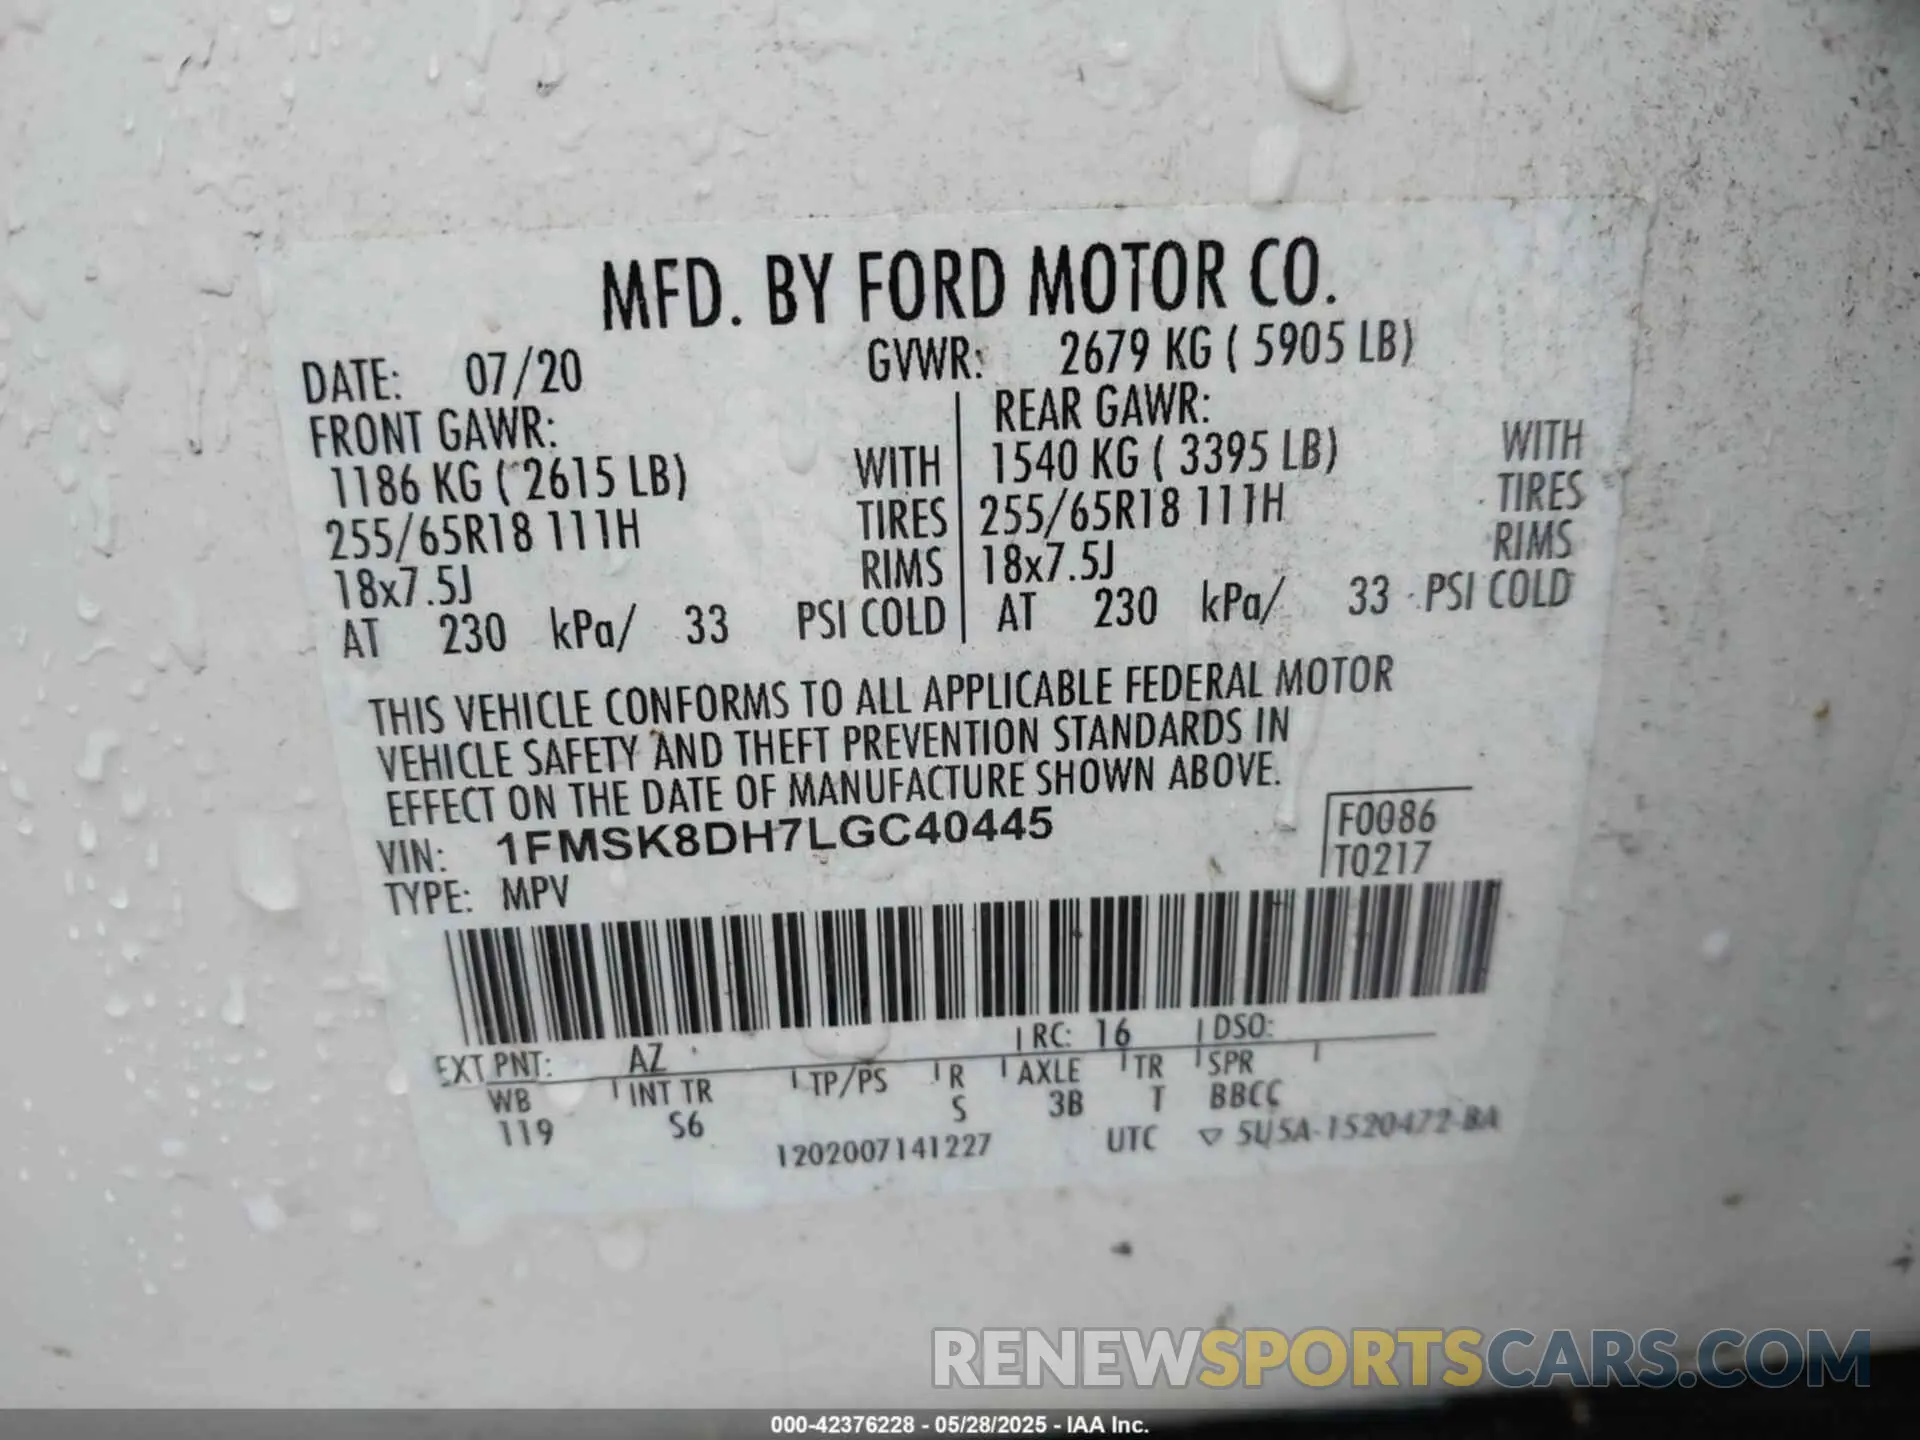 MFD. BY FORD MOTOR CO.
DATE: 07/20 GVWR: 2679 KG ( 5905 LB)
FRONT GAWR: REAR GAWR:
1186 KG ( 2615 LB) WITH 1540 KG ( 3395 LB) WITH
255/65R18 111H TIRES 255/65R18 111H TIRES
18x7.5J RIMS 18x7.5J RIMS
AT 230 kPa/ 33 PSI COLD AT 230 kPa/ 33 PSI COLD
THIS VEHICLE CONFORMS TO ALL APPLICABLE FEDERAL MOTOR
VEHICLE SAFETY AND THEFT PREVENTION STANDARDS IN
EFFECT ON THE DATE OF MANUFACTURE SHOWN ABOVE.
VIN: 1FMSK8DH7LGC40445 F0086
TYPE: MPV T0217
EXT PNT: AZ RC: 16 DSO:
WB INT TR TP/PS R AXLE TR SPR
119 S6 S 3B T BBCC
1202007141227 UTC ▽ 5U5A-1520472-BA
RENEWSPORTSCARS.COM
000-42376228 - 05/28/2025 - IAA Inc.